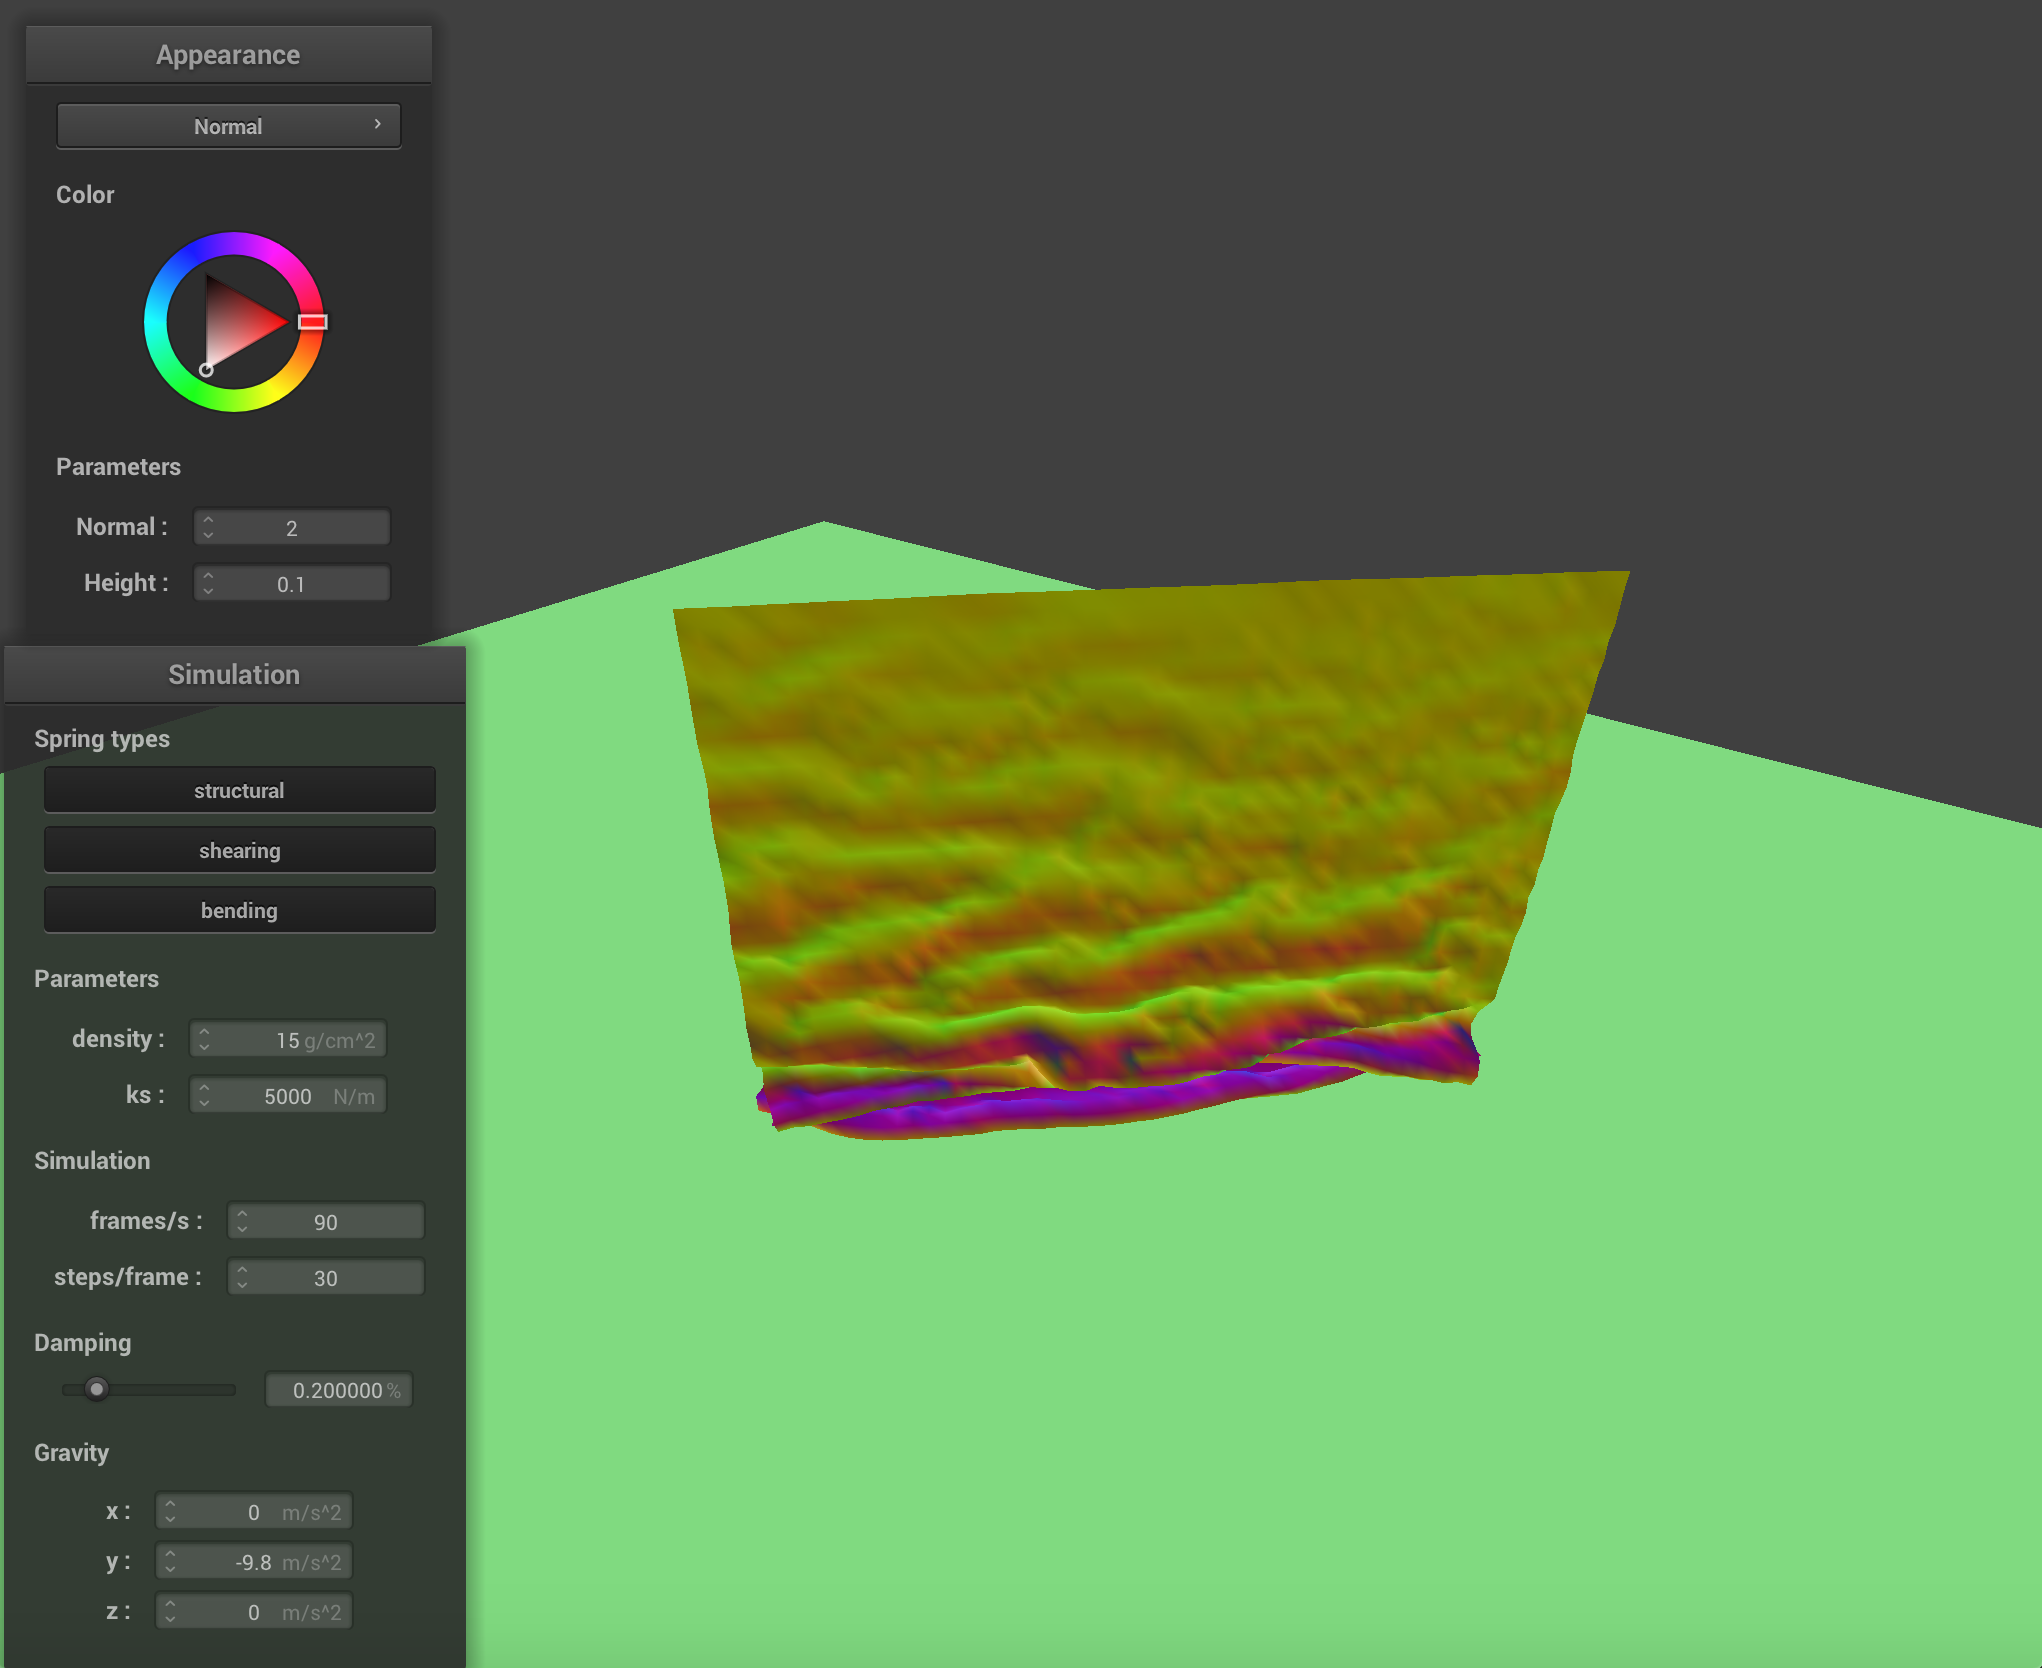 Appearance
Normal
Color
Parameters
Normal : 2
Height : 0.1
Simulation
Spring types
structural
shearing
bending
Parameters
density : 15 g/cm^2
ks : 5000 N/m
Simulation
frames/s : 90
steps/frame : 30
Damping
0.200000 %
Gravity
x : 0 m/s^2
y : -9.8 m/s^2
z : 0 m/s^2